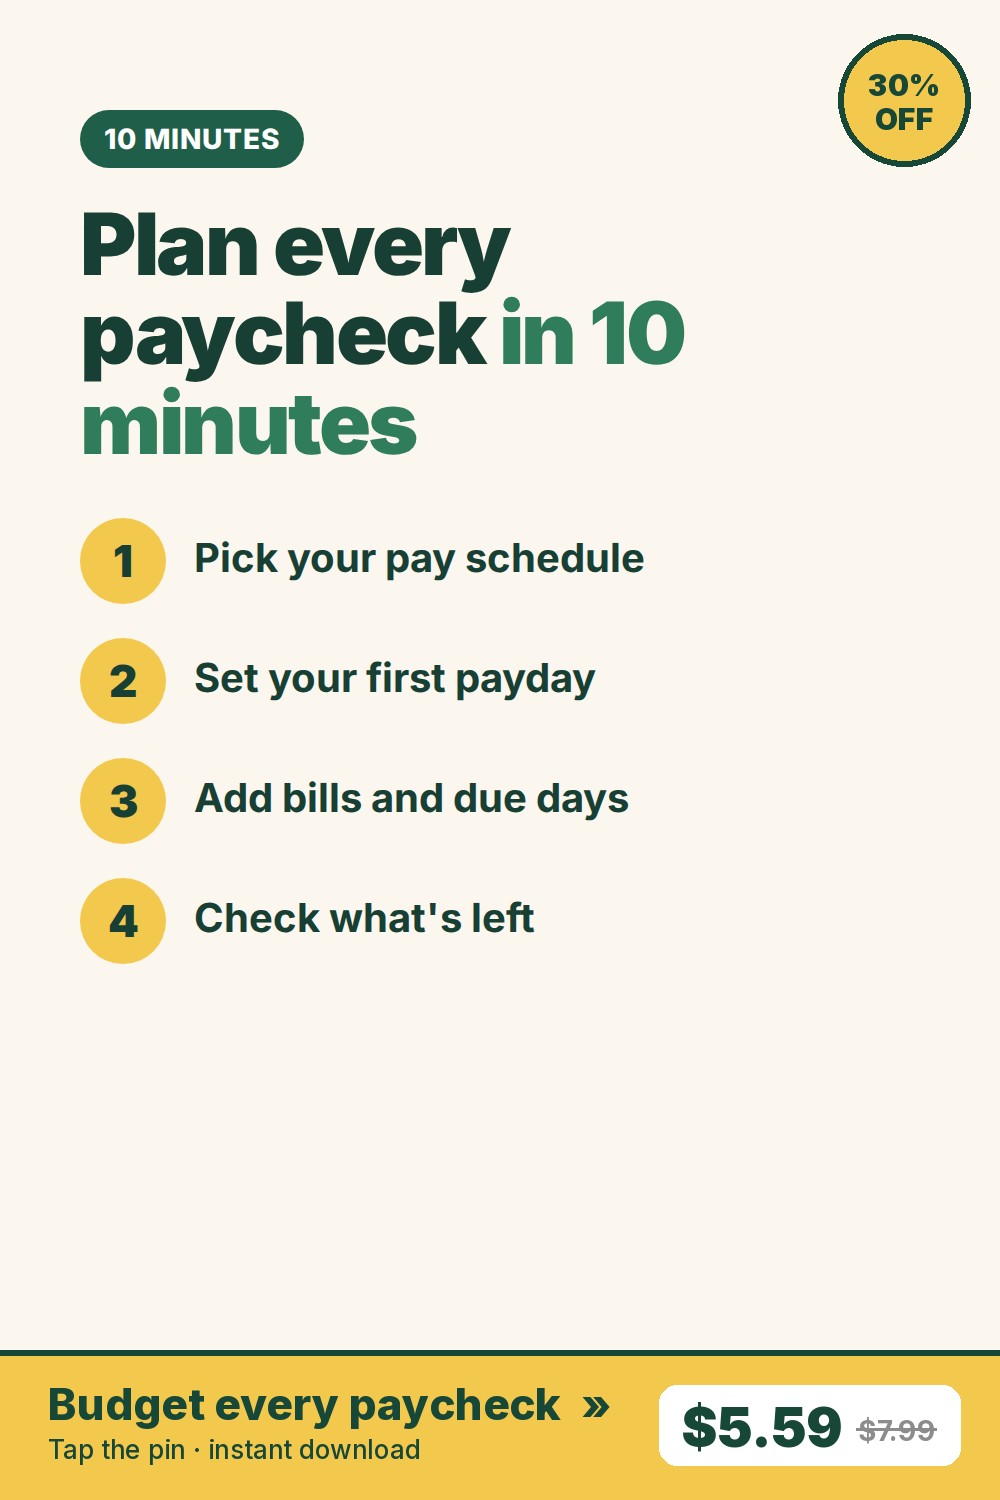 30%
OFF
10 MINUTES
Plan every
paycheck in 10
minutes
1 Pick your pay schedule
2 Set your first payday
3 Add bills and due days
4 Check what's left
Budget every paycheck »
Tap the pin · instant download
$5.59 $7.99